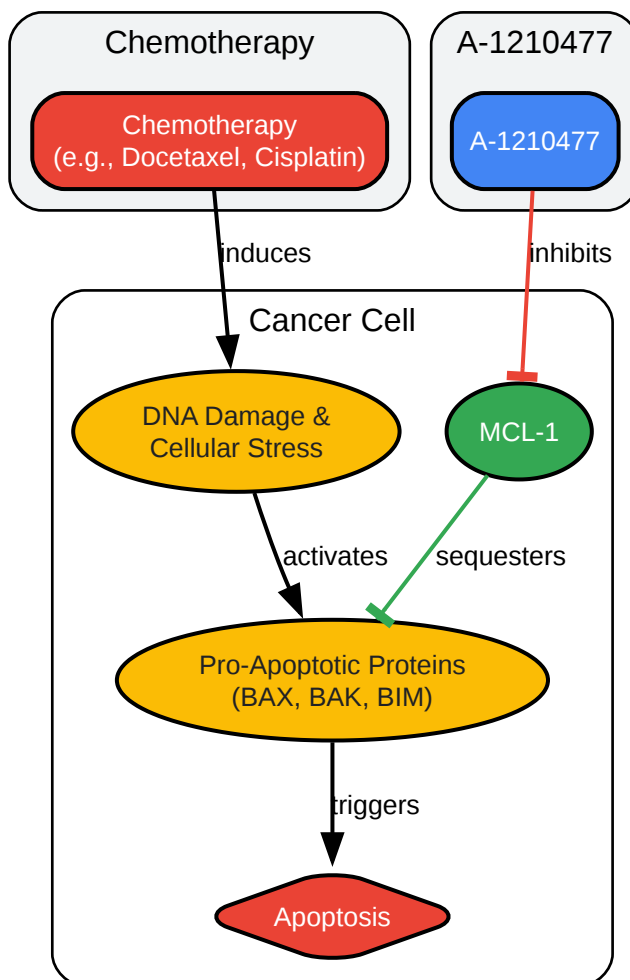 Chemotherapy
A-1210477
Chemotherapy
(e.g., Docetaxel, Cisplatin)
A-1210477
induces
inhibits
Cancer Cell
DNA Damage &
Cellular Stress
MCL-1
activates
sequesters
Pro-Apoptotic Proteins
(BAX, BAK, BIM)
triggers
Apoptosis